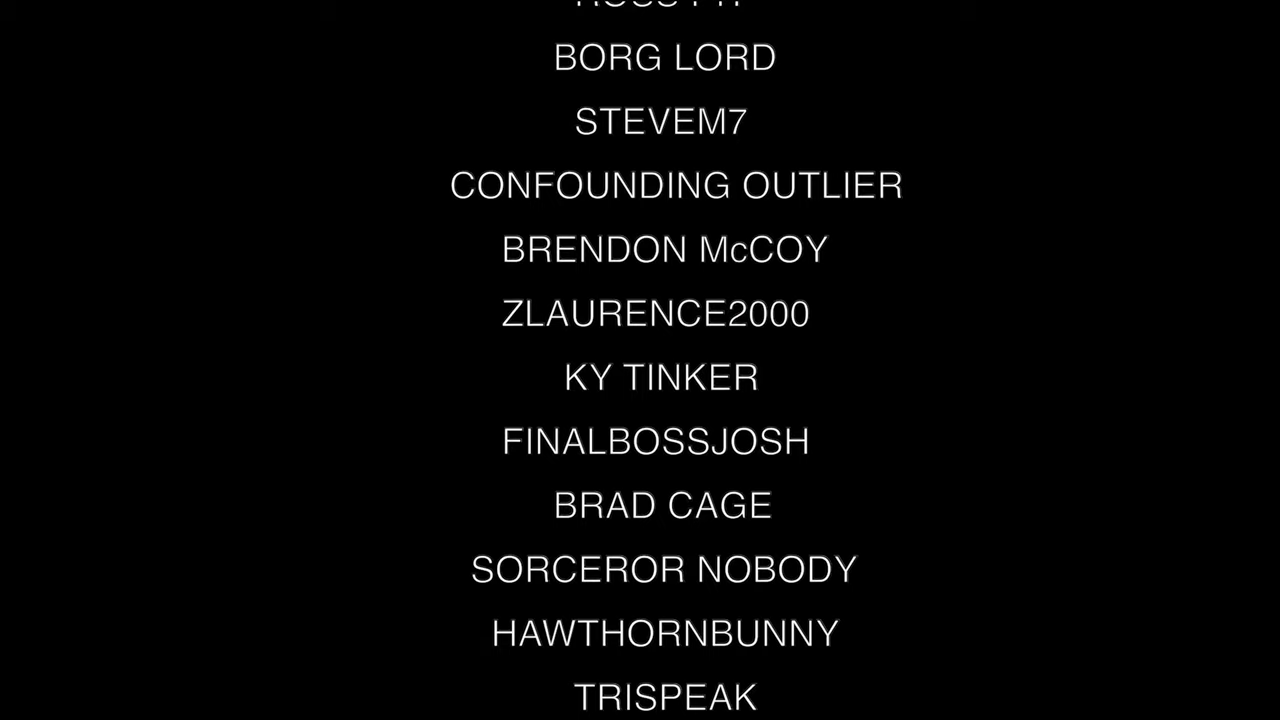 BORG LORD
STEVEM7
CONFOUNDING OUTLIER
BRENDON McCOY
ZLAURENCE2000
KY TINKER
FINALBOSSJOSH
BRAD CAGE
SORCEROR NOBODY
HAWTHORNBUNNY
TRISPEAK